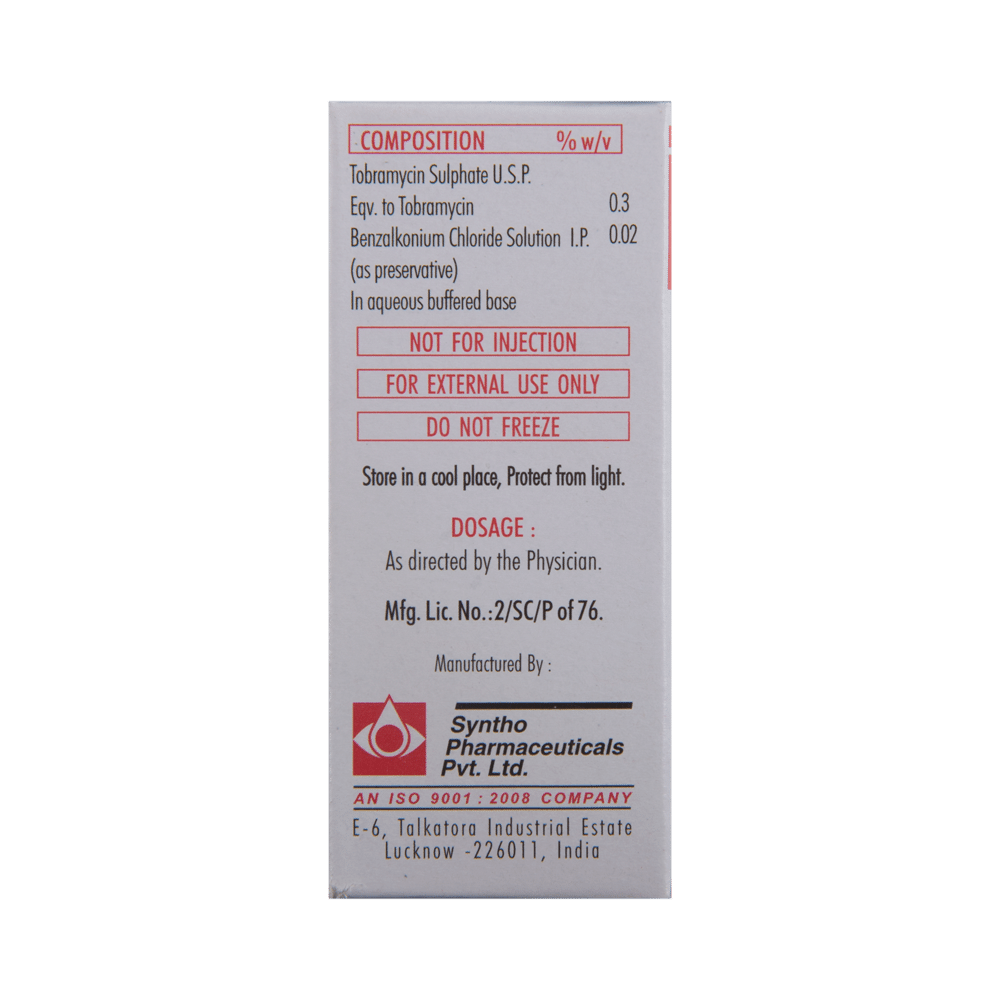 COMPOSITION % w/v
Tobramycin Sulphate U.S.P.
Eqv. to Tobramycin 0.3
Benzalkonium Chloride Solution I.P. 0.02
(as preservative)
In aqueous buffered base
NOT FOR INJECTION
FOR EXTERNAL USE ONLY
DO NOT FREEZE
Store in a cool place, Protect from light.
DOSAGE :
As directed by the Physician.
Mfg. Lic. No.:2/SC/P of 76.
Manufactured By :
Syntho
Pharmaceuticals
Pvt. Ltd.
AN ISO 9001 : 2008 COMPANY
E-6, Talkatora Industrial Estate
Lucknow -226011, India